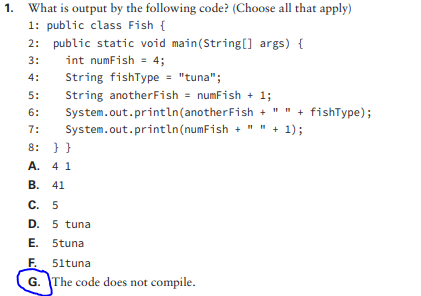 1. What is output by the following code? (Choose all that apply)
1: public class Fish {
2: public static void main(String[] args) {
3: int numFish = 4;
4: String fishType = "tuna";
5: String anotherFish = numFish + 1;
6: System.out.println(anotherFish + " " + fishType);
7: System.out.println(numFish + " " + 1);
8: } }
A. 4 1
B. 41
C. 5
D. 5 tuna
E. 5tuna
F. 51tuna
G. The code does not compile.